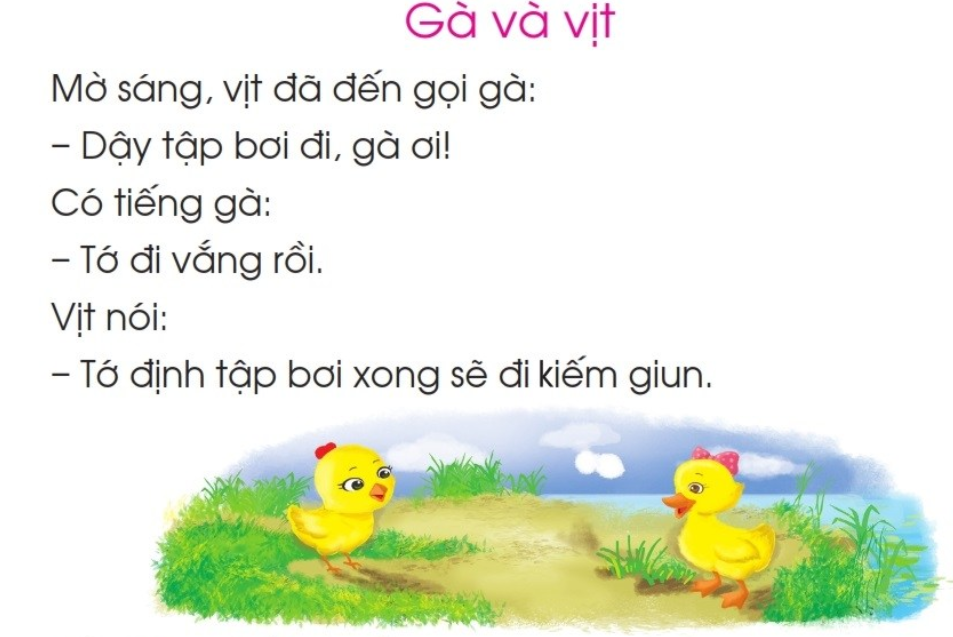 Gà và vịt
Mờ sáng, vịt đã đến gọi gà:
– Dậy tập bơi đi, gà ơi!
Có tiếng gà:
– Tớ đi vắng rồi.
Vịt nói:
– Tớ định tập bơi xong sẽ đi kiếm giun.